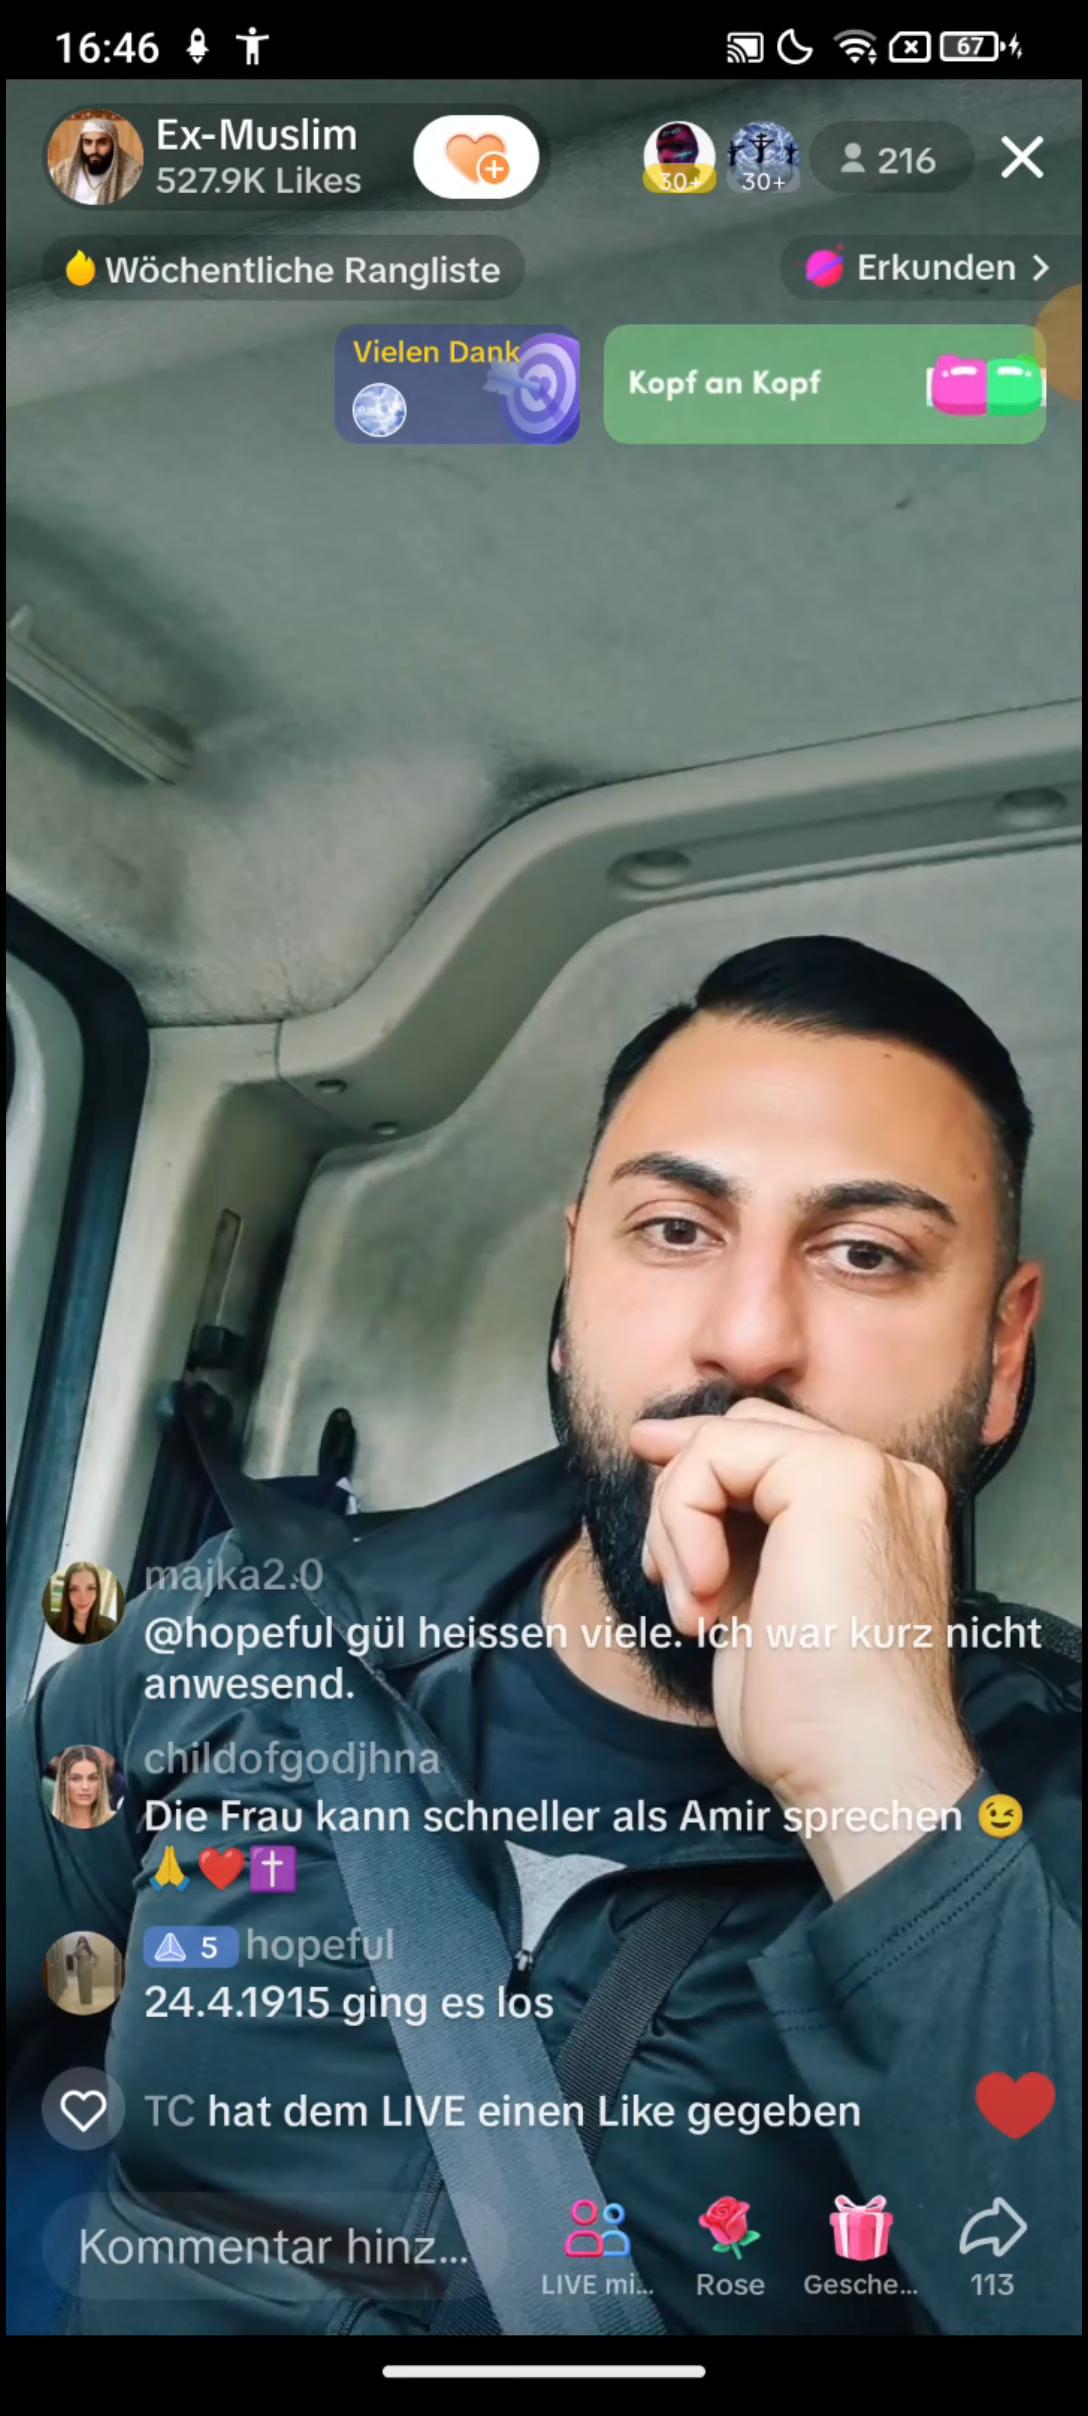 16:46
67
Ex-Muslim
527.9K Likes
30+
30+
216
Wöchentliche Rangliste
Erkunden >
Vielen Dank
Kopf an Kopf
majka2.0
@hopeful gül heissen viele. Ich war kurz nicht
anwesend.
childofgodjhna
Die Frau kann schneller als Amir sprechen 😉
🙏❤️✝️
5 hopeful
24.4.1915 ging es los
TC hat dem LIVE einen Like gegeben
Kommentar hinz...
LIVE mi...
Rose
Gesche...
113